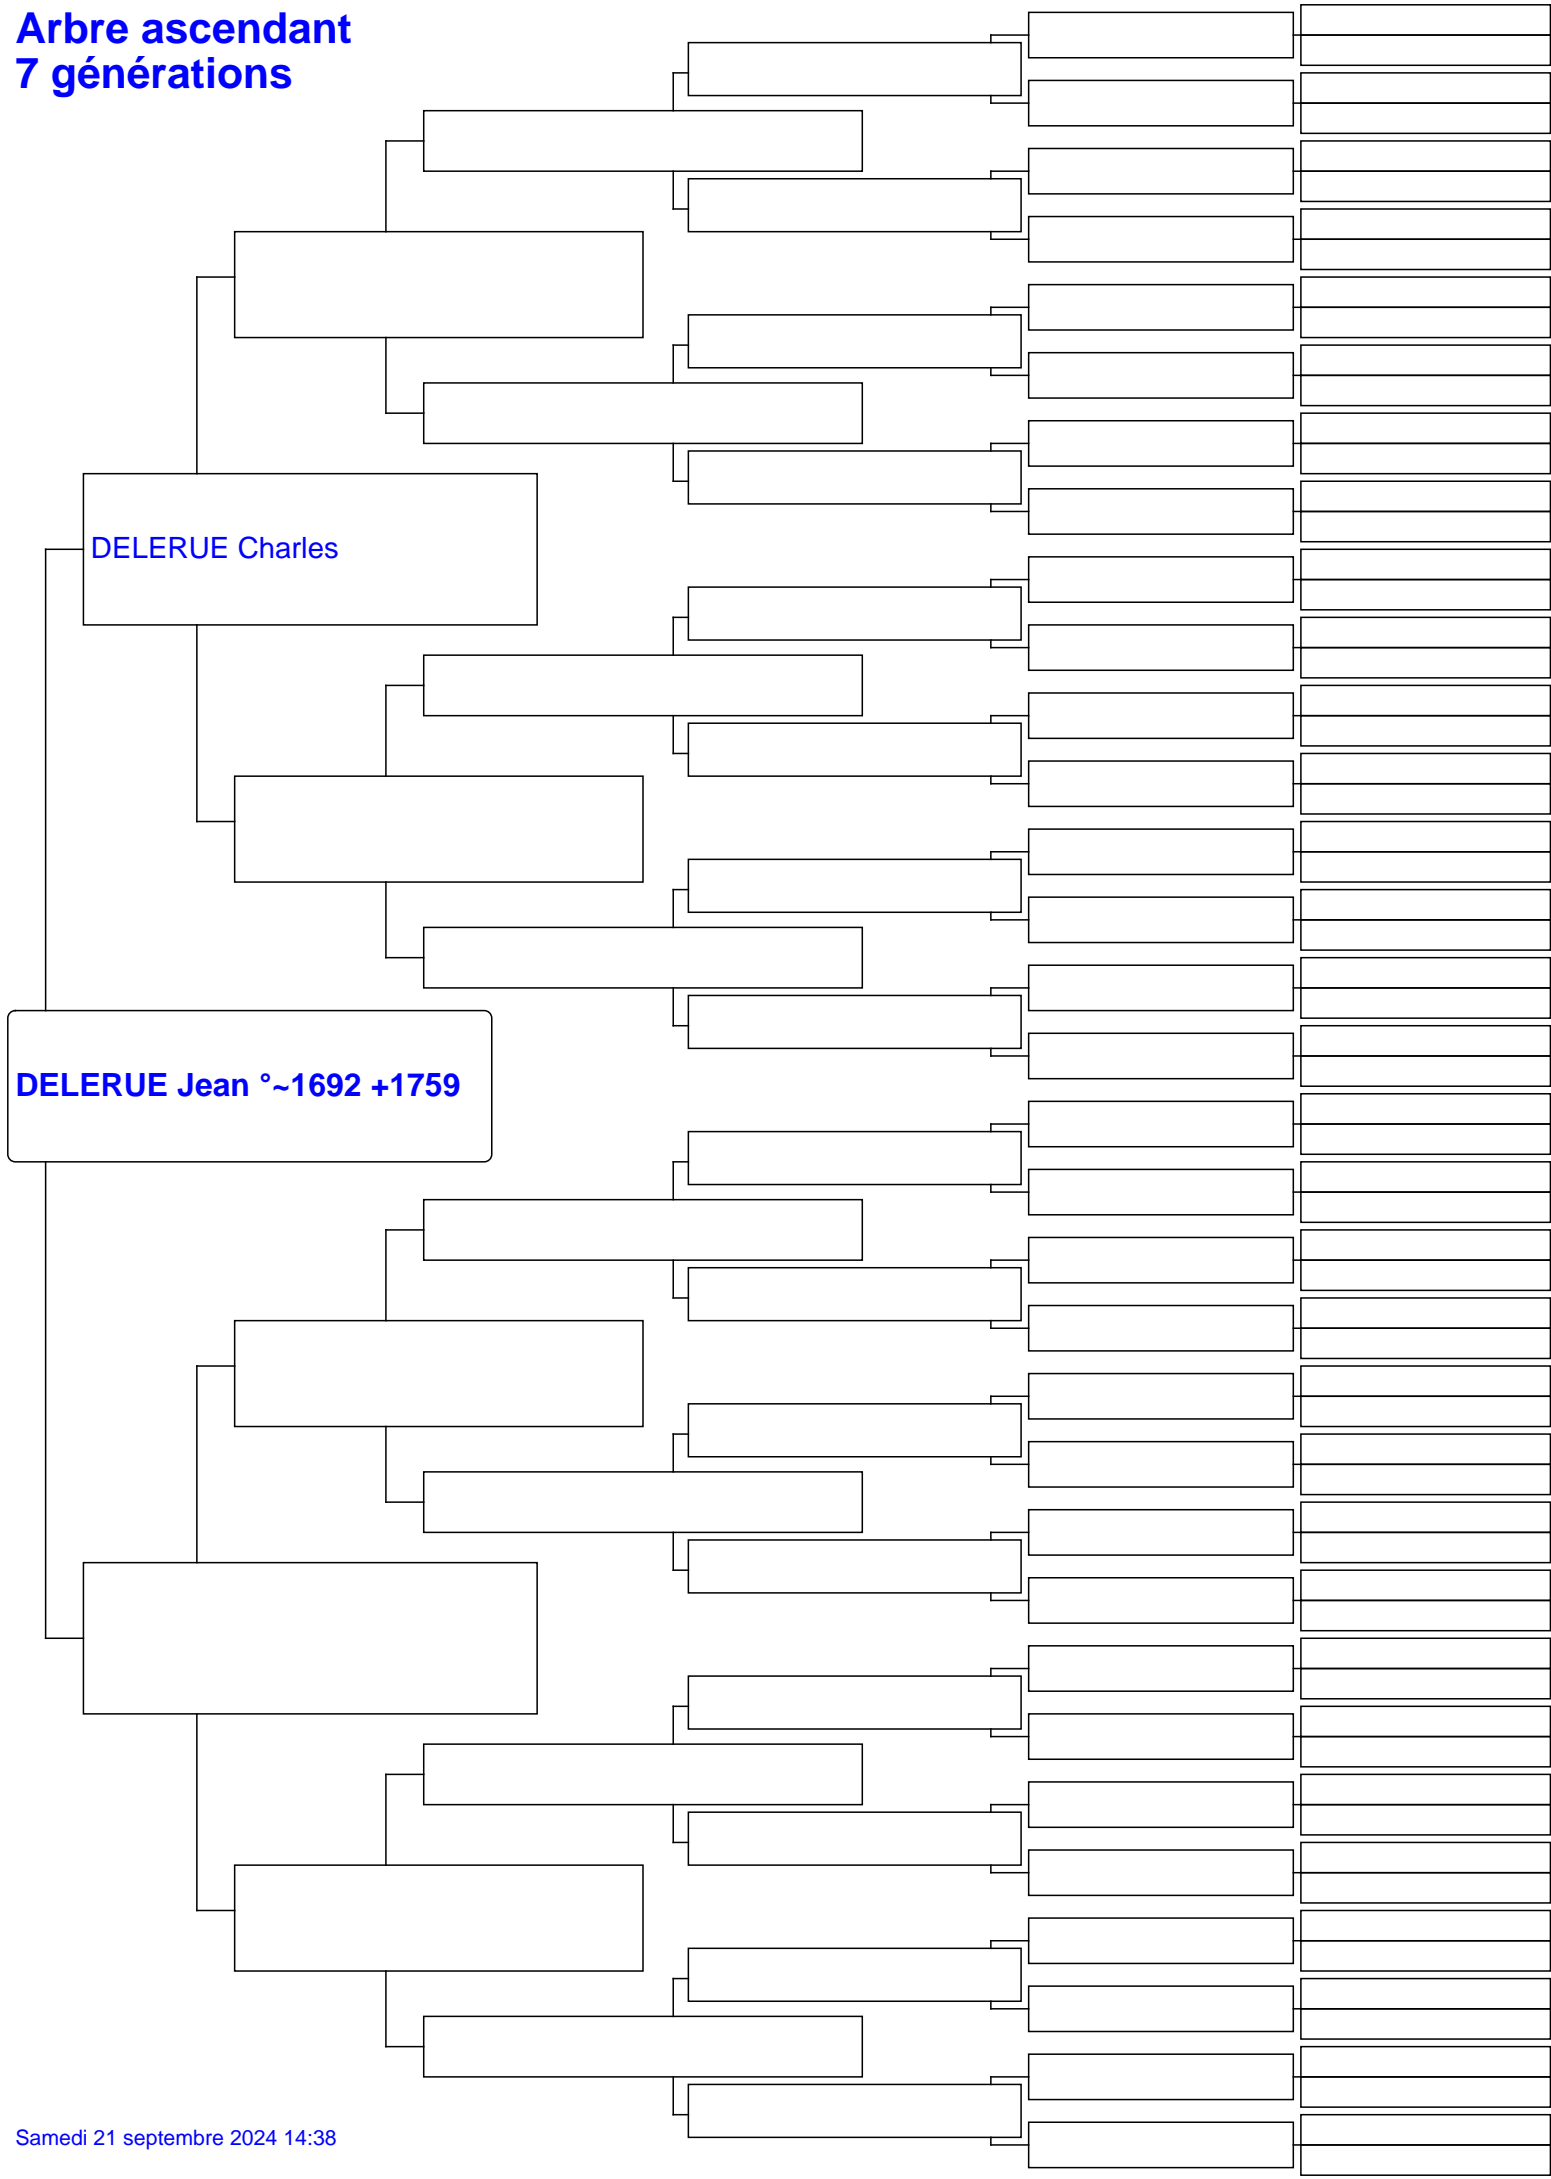 Arbre ascendant
7 générations
DELERUE Charles
DELERUE Jean °~1692 +1759
Samedi 21 septembre 2024 14:38